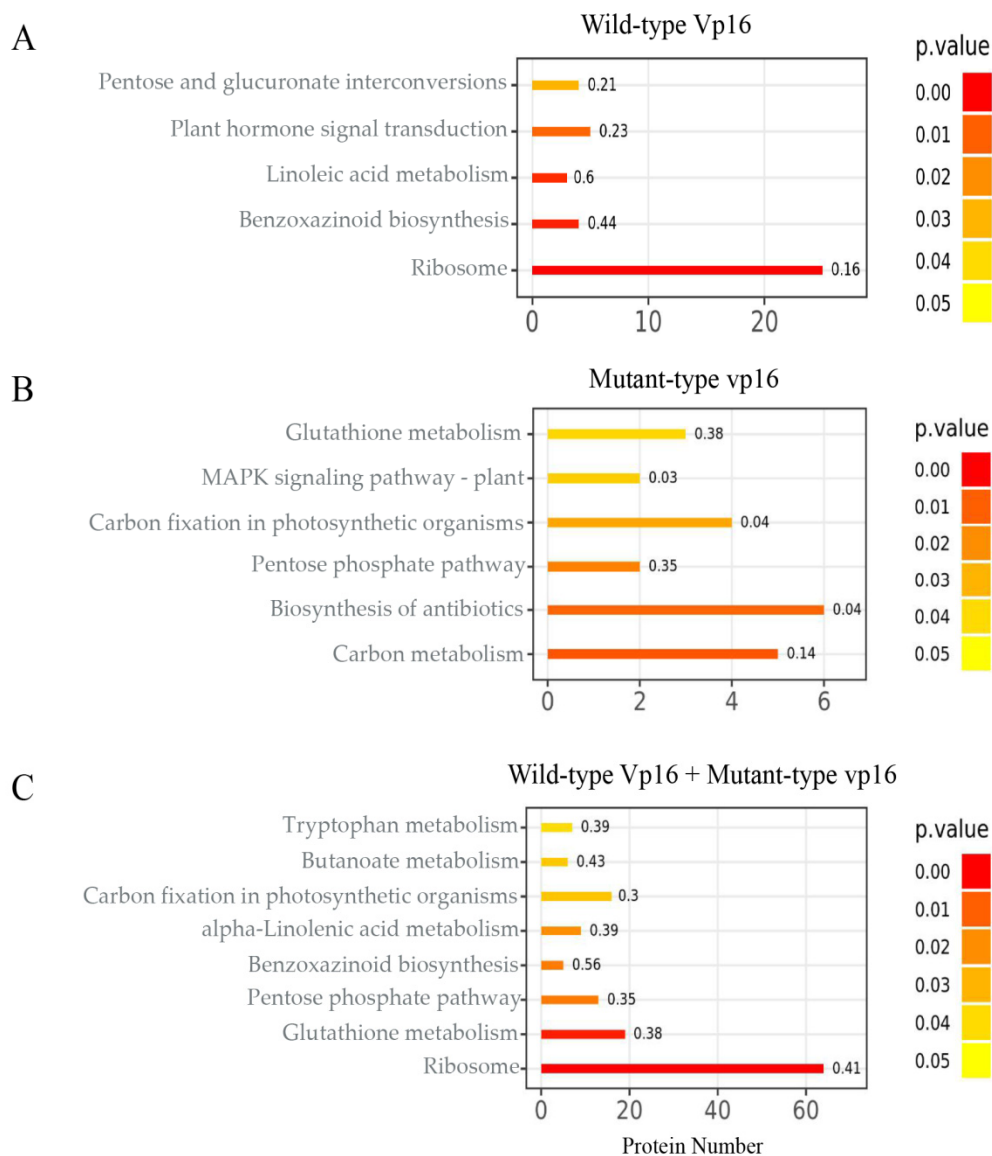 A
Wild-type Vp16
p.value
Pentose and glucuronate interconversions
0.21
Plant hormone signal transduction
0.23
Linoleic acid metabolism
0.6
Benzoxazinoid biosynthesis
0.44
Ribosome
0.16
0
10
20
0.00
0.01
0.02
0.03
0.04
0.05
B
Mutant-type vp16
p.value
Glutathione metabolism
0.38
MAPK signaling pathway - plant
0.03
Carbon fixation in photosynthetic organisms
0.04
Pentose phosphate pathway
0.35
Biosynthesis of antibiotics
0.04
Carbon metabolism
0.14
0
2
4
6
0.00
0.01
0.02
0.03
0.04
0.05
C
Wild-type Vp16 + Mutant-type vp16
p.value
Tryptophan metabolism
0.39
Butanoate metabolism
0.43
Carbon fixation in photosynthetic organisms
0.3
alpha-Linolenic acid metabolism
0.39
Benzoxazinoid biosynthesis
0.56
Pentose phosphate pathway
0.35
Glutathione metabolism
0.38
Ribosome
0.41
0
20
40
60
Protein Number
0.00
0.01
0.02
0.03
0.04
0.05